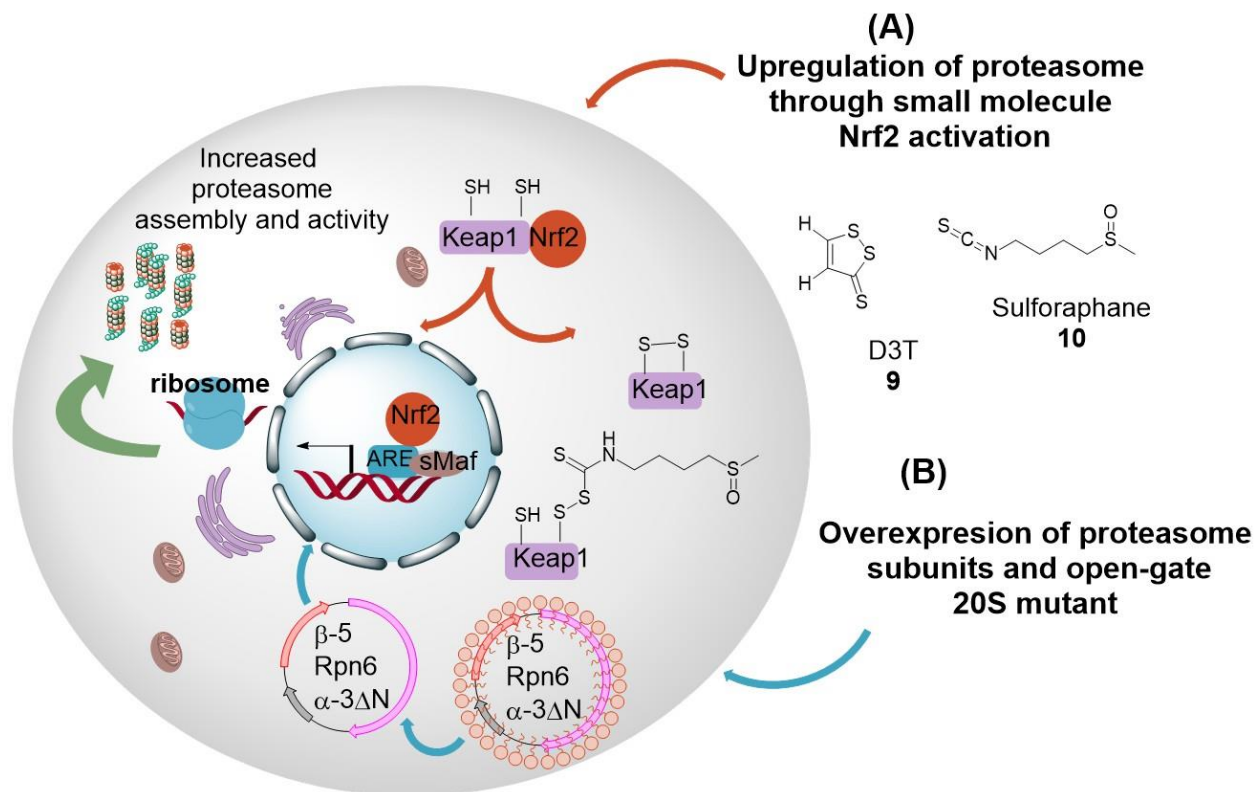 (A)
Upregulation of proteasome
through small molecule
Nrf2 activation
Increased
proteasome
assembly and activity
SH
SH
Keap1
Nrf2
H
S
S
H
S
D3T
9
S
C
N
O
S
Sulforaphane
10
S
S
Keap1
ribosome
Nrf2
ARE
sMaf
H
S
N
S
S
O
SH
S
Keap1
(B)
Overexpresion of proteasome
subunits and open-gate
20S mutant
β-5
Rpn6
α-3ΔN
β-5
Rpn6
α-3ΔN